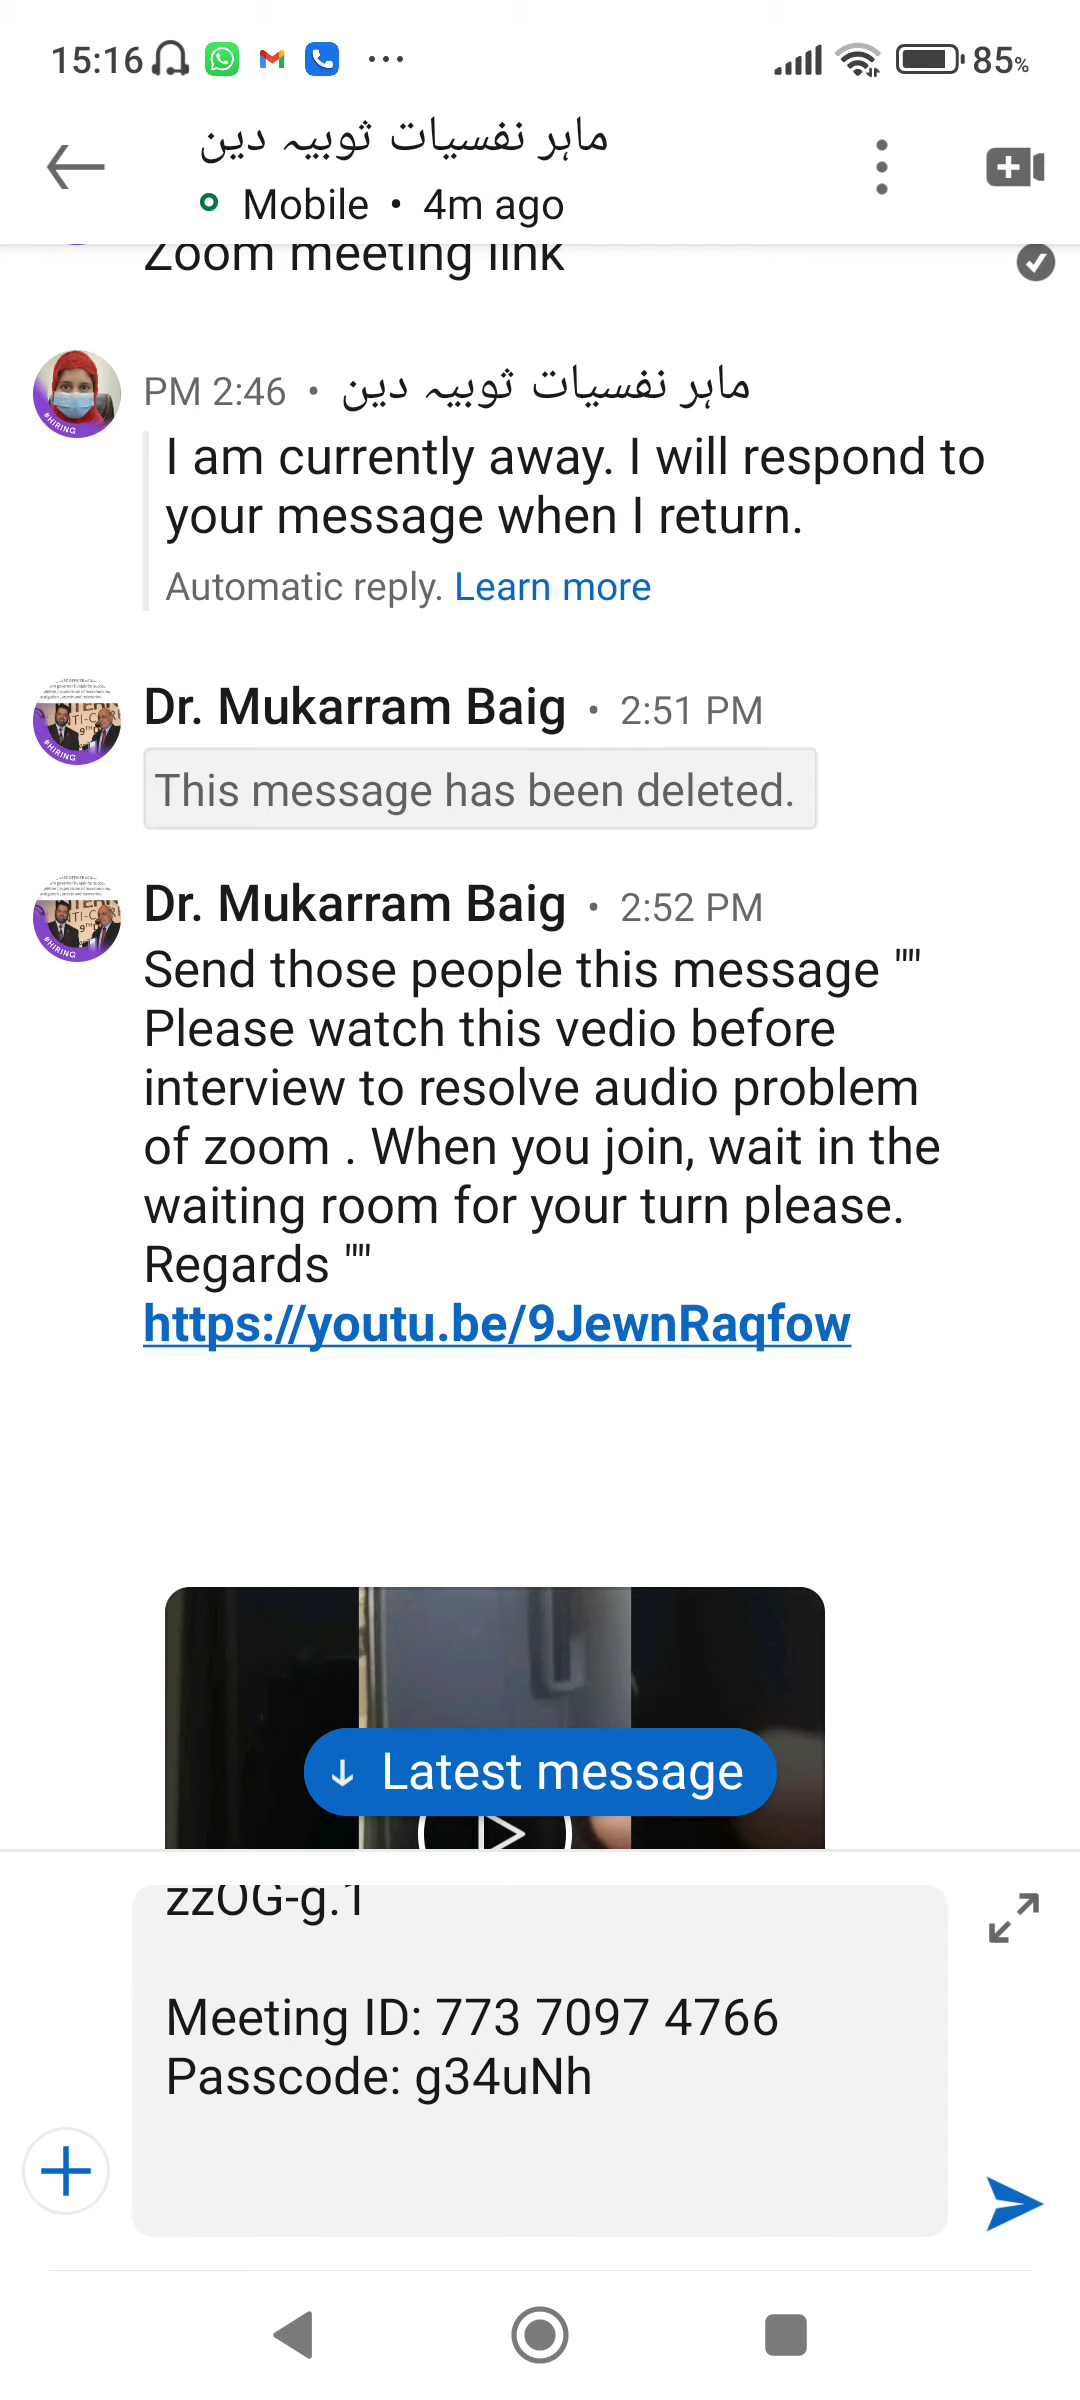 15:16
85%
ماہر نفسیات ثوبیہ دین
Mobile • 4m ago
Zoom meeting link
PM 2:46 • ماہر نفسیات ثوبیہ دین
#HIRING
I am currently away. I will respond to
your message when I return.
Automatic reply. Learn more
Dr. Mukarram Baig • 2:51 PM
#HIRING
This message has been deleted.
Dr. Mukarram Baig • 2:52 PM
#HIRING
Send those people this message ""
Please watch this vedio before
interview to resolve audio problem
of zoom . When you join, wait in the
waiting room for your turn please.
Regards ""
https://youtu.be/9JewnRaqfow
↓ Latest message
zzOG-g.1
Meeting ID: 773 7097 4766
Passcode: g34uNh